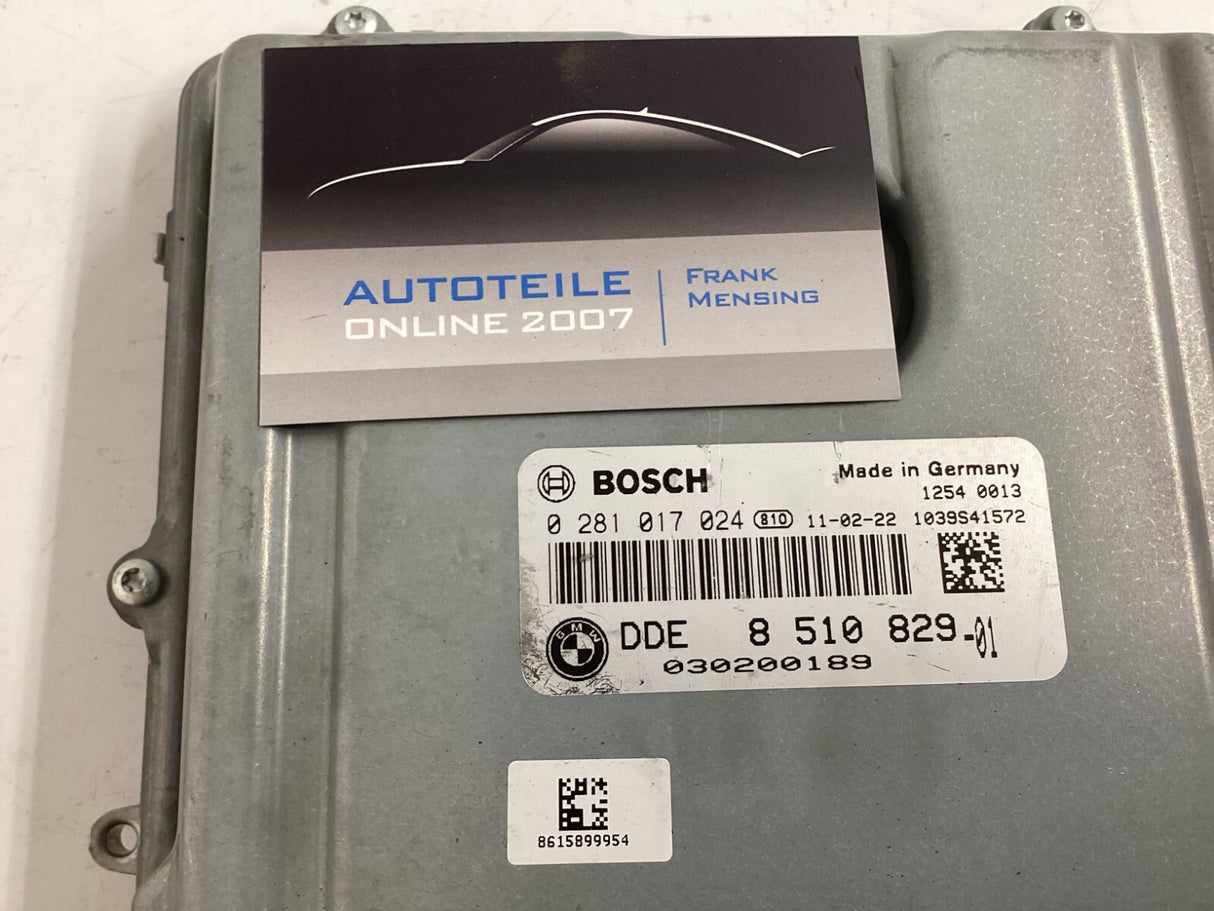 AUTOTEILE
ONLINE 2007
FRANK
MENSING
BOSCH
Made in Germany
1254 0013
0 281 017 024 810 11-02-22 1039S41572
BMW
DDE 8 510 829-01
030200189
8615899954